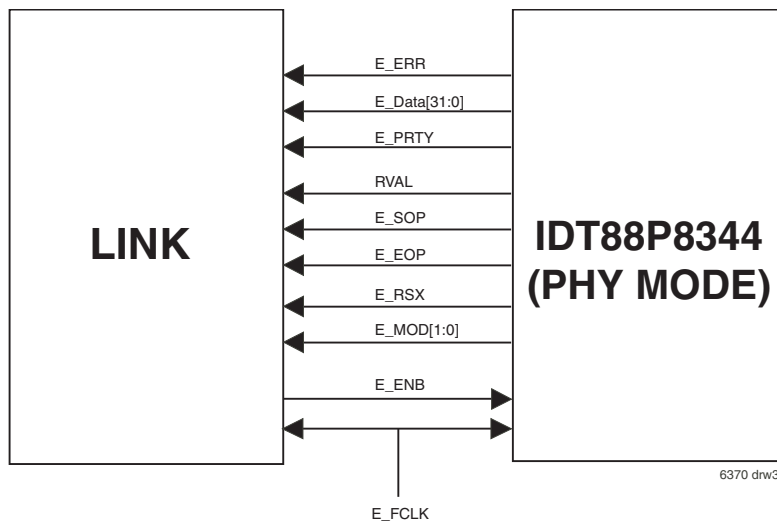 E_ERR
E_Data[31:0]
E_PRTY
RVAL
E_SOP
LINK
E_EOP
IDT88P8344
(PHY MODE)
E_RSX
E_MOD[1:0]
E_ENB
6370 drw3
E_FCLK